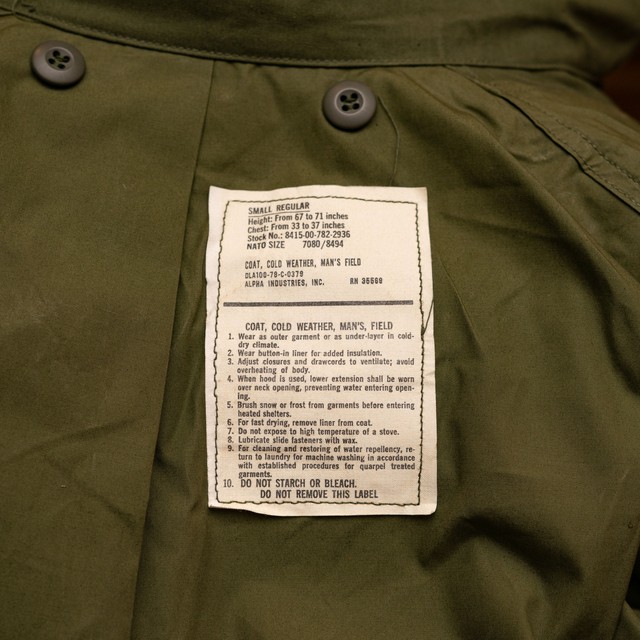 SMALL REGULAR
Height: From 67 to 71 inches
Chest: From 33 to 37 inches
Stock No.: 8415-00-782-2936
NATO SIZE 7080/8494
COAT, COLD WEATHER, MAN'S FIELD
DLA100-78-C-0379
ALPHA INDUSTRIES, INC. RN 35568
COAT, COLD WEATHER, MAN'S, FIELD
1. Wear as outer garment or as under-layer in cold-
dry climate.
2. Wear button-in liner for added insulation.
3. Adjust closures and drawcords to ventilate; avoid
overheating of body.
4. When hood is used, lower extension shall be worn
over neck opening, preventing water entering open-
ing.
5. Brush snow or frost from garments before entering
heated shelters.
6. For fast drying, remove liner from coat.
7. Do not expose to high temperature of a stove.
8. Lubricate slide fasteners with wax.
9. For cleaning and restoring of water repellency, re-
turn to laundry for machine washing in accordance
with established procedures for quarpel treated
garments.
10. DO NOT STARCH OR BLEACH.
DO NOT REMOVE THIS LABEL